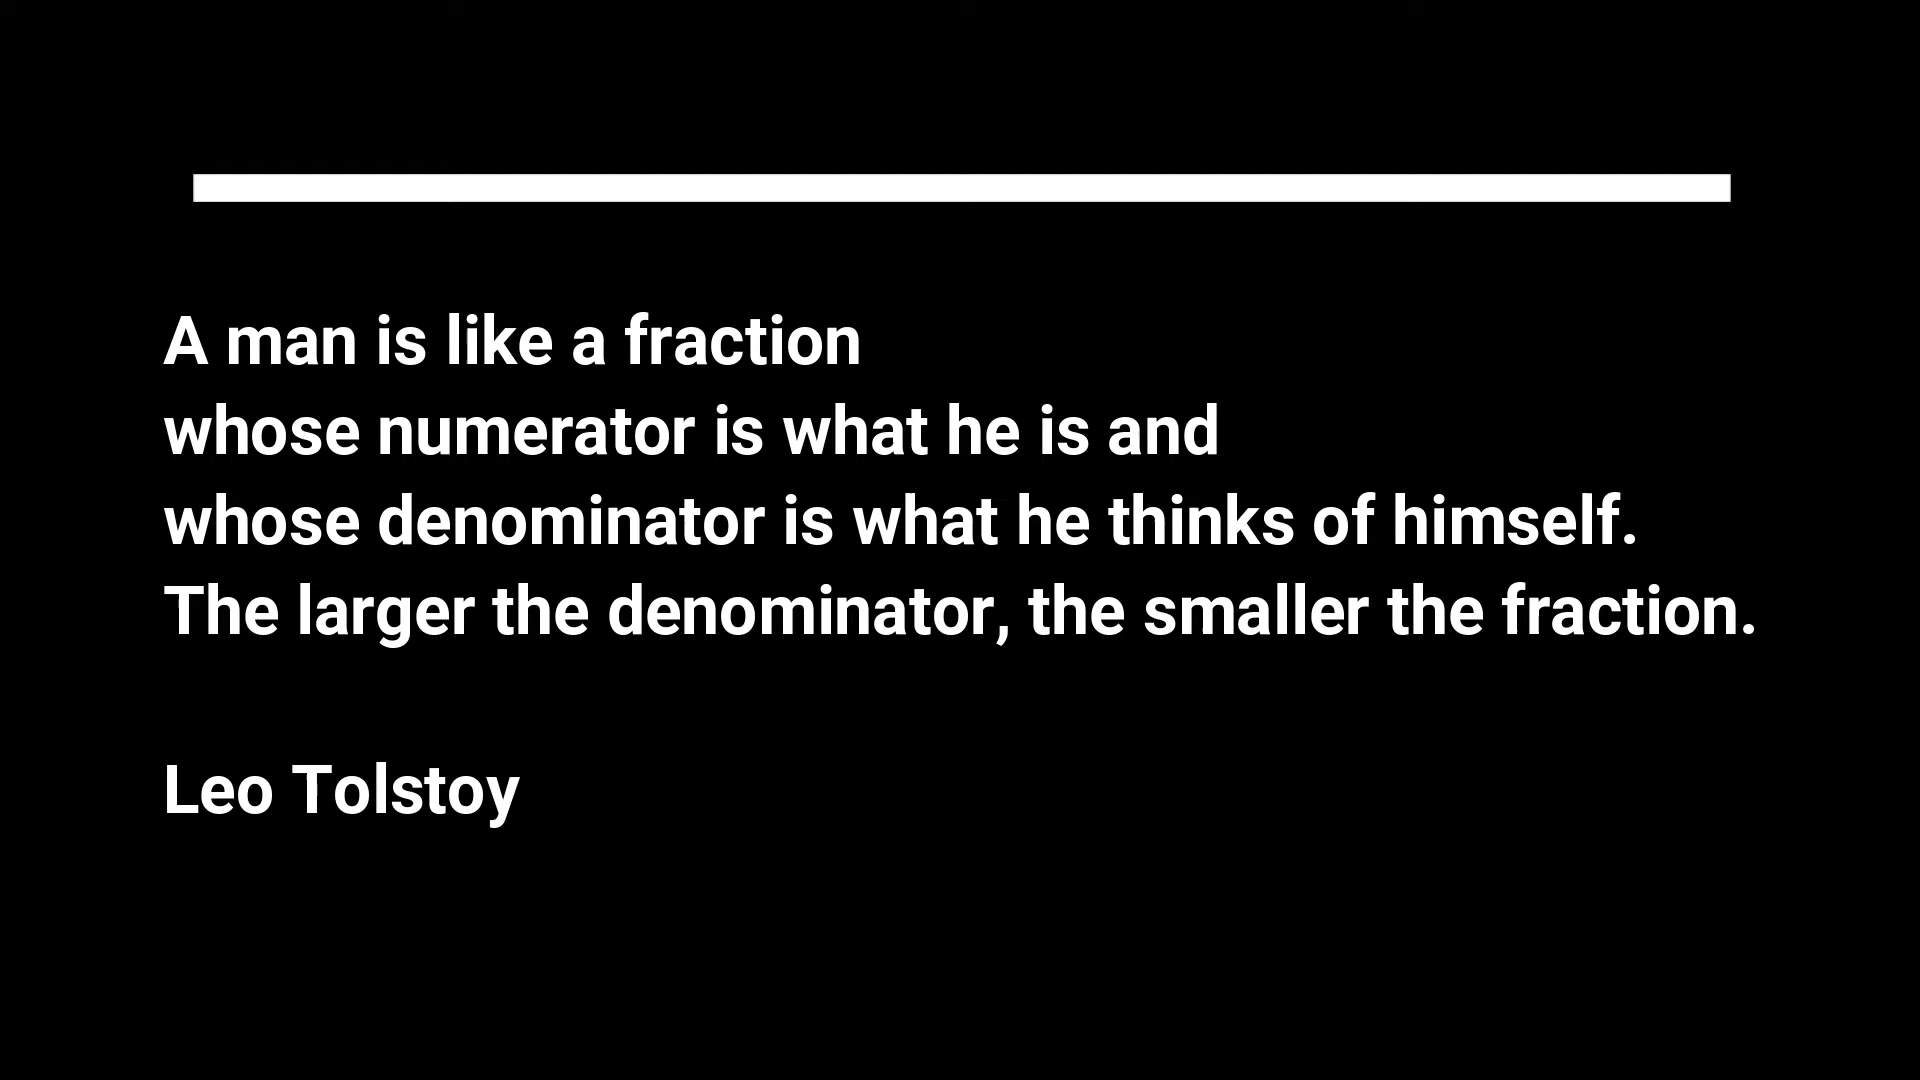 A man is like a fraction
whose numerator is what he is and
whose denominator is what he thinks of himself.
The larger the denominator, the smaller the fraction.
Leo Tolstoy